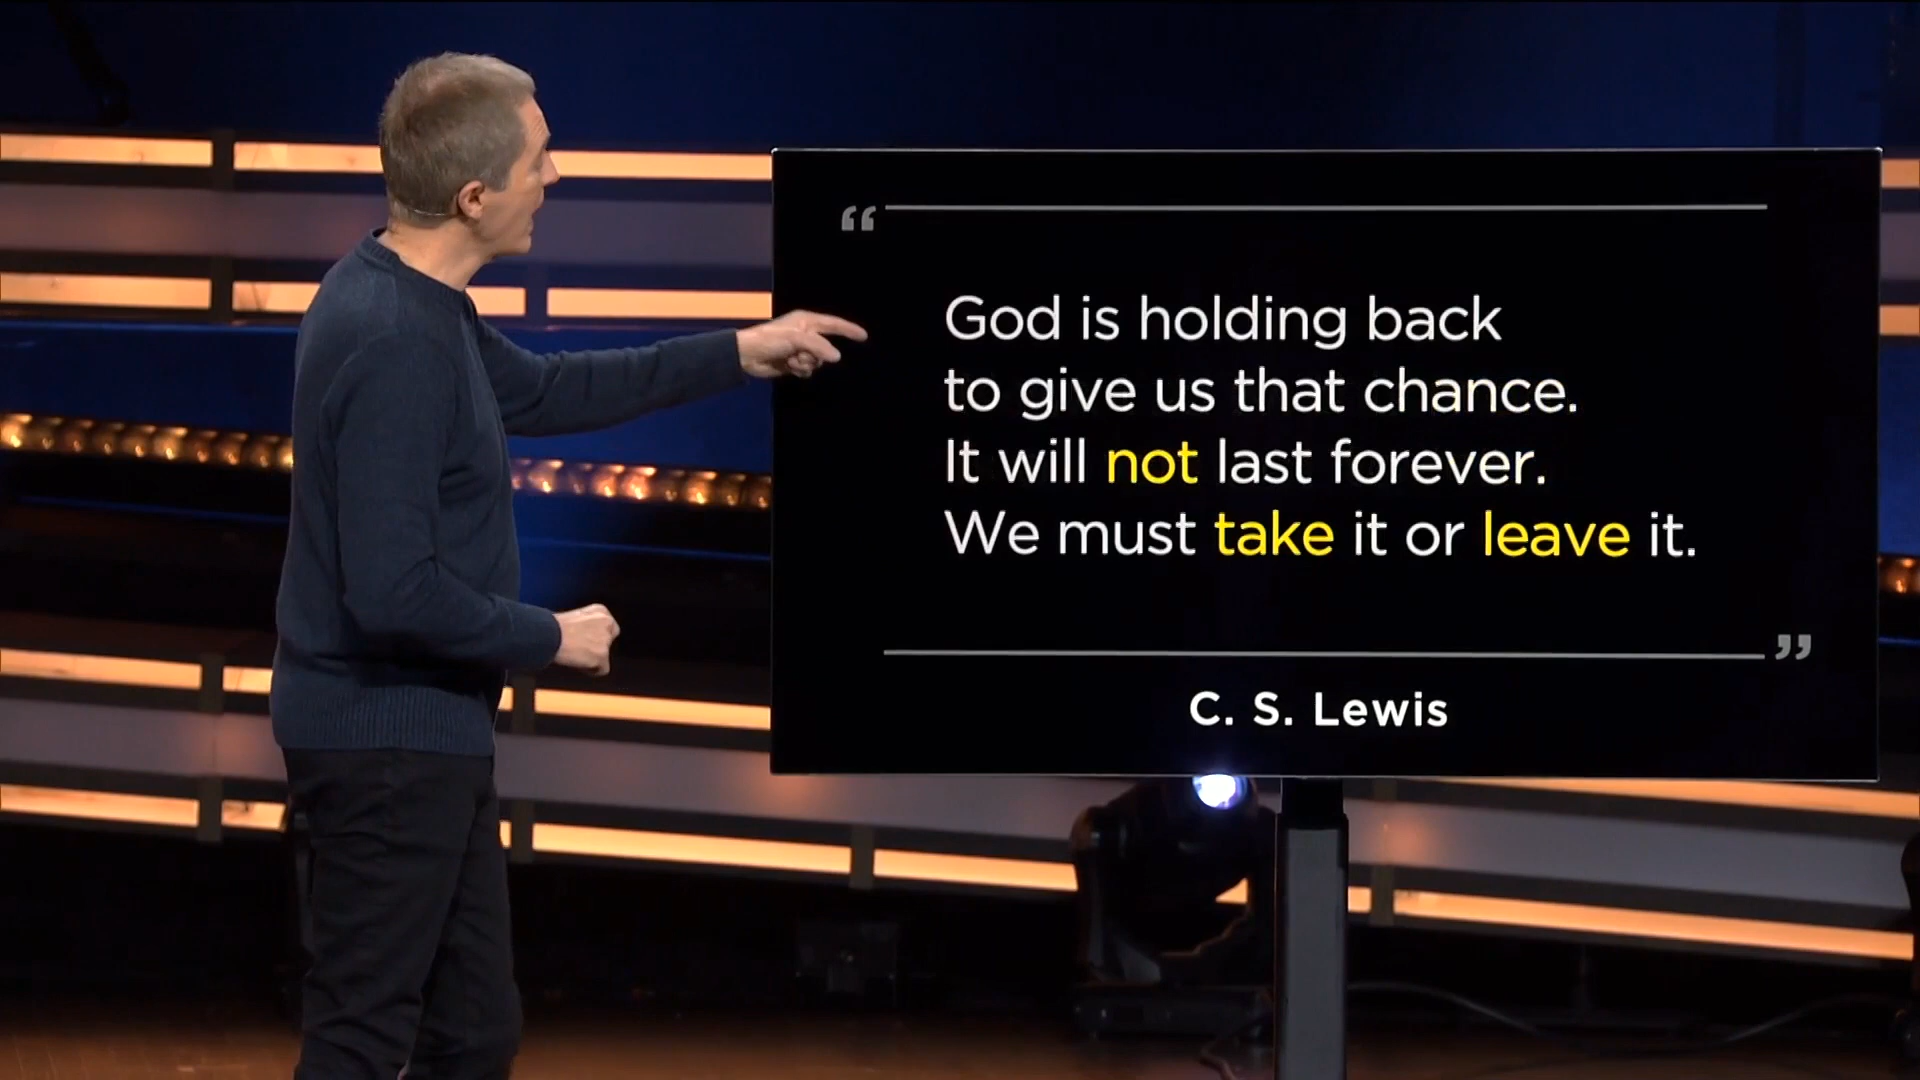 “
God is holding back
to give us that chance.
It will not last forever.
We must take it or leave it.
”
C. S. Lewis